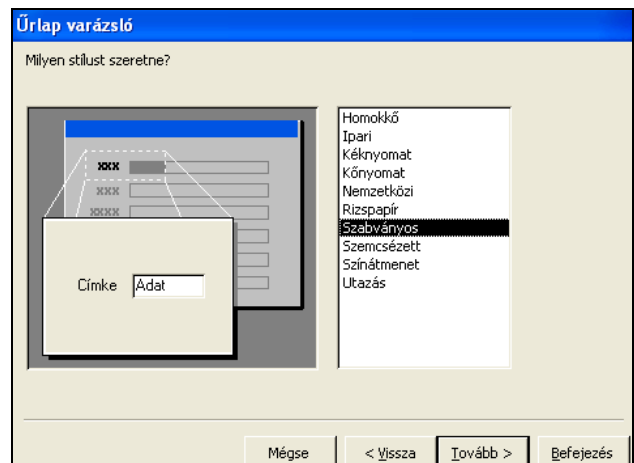 Űrlap varázsló
Milyen stílust szeretne?
xxx
xxx
xxxx
Címke Adat
Homokkő
Ipari
Kéknyomat
Kőnyomat
Nemzetközi
Rizspapír
Szabványos
Szemcsézett
Színátmenet
Utazás
Mégse < Vissza Tovább > Befejezés